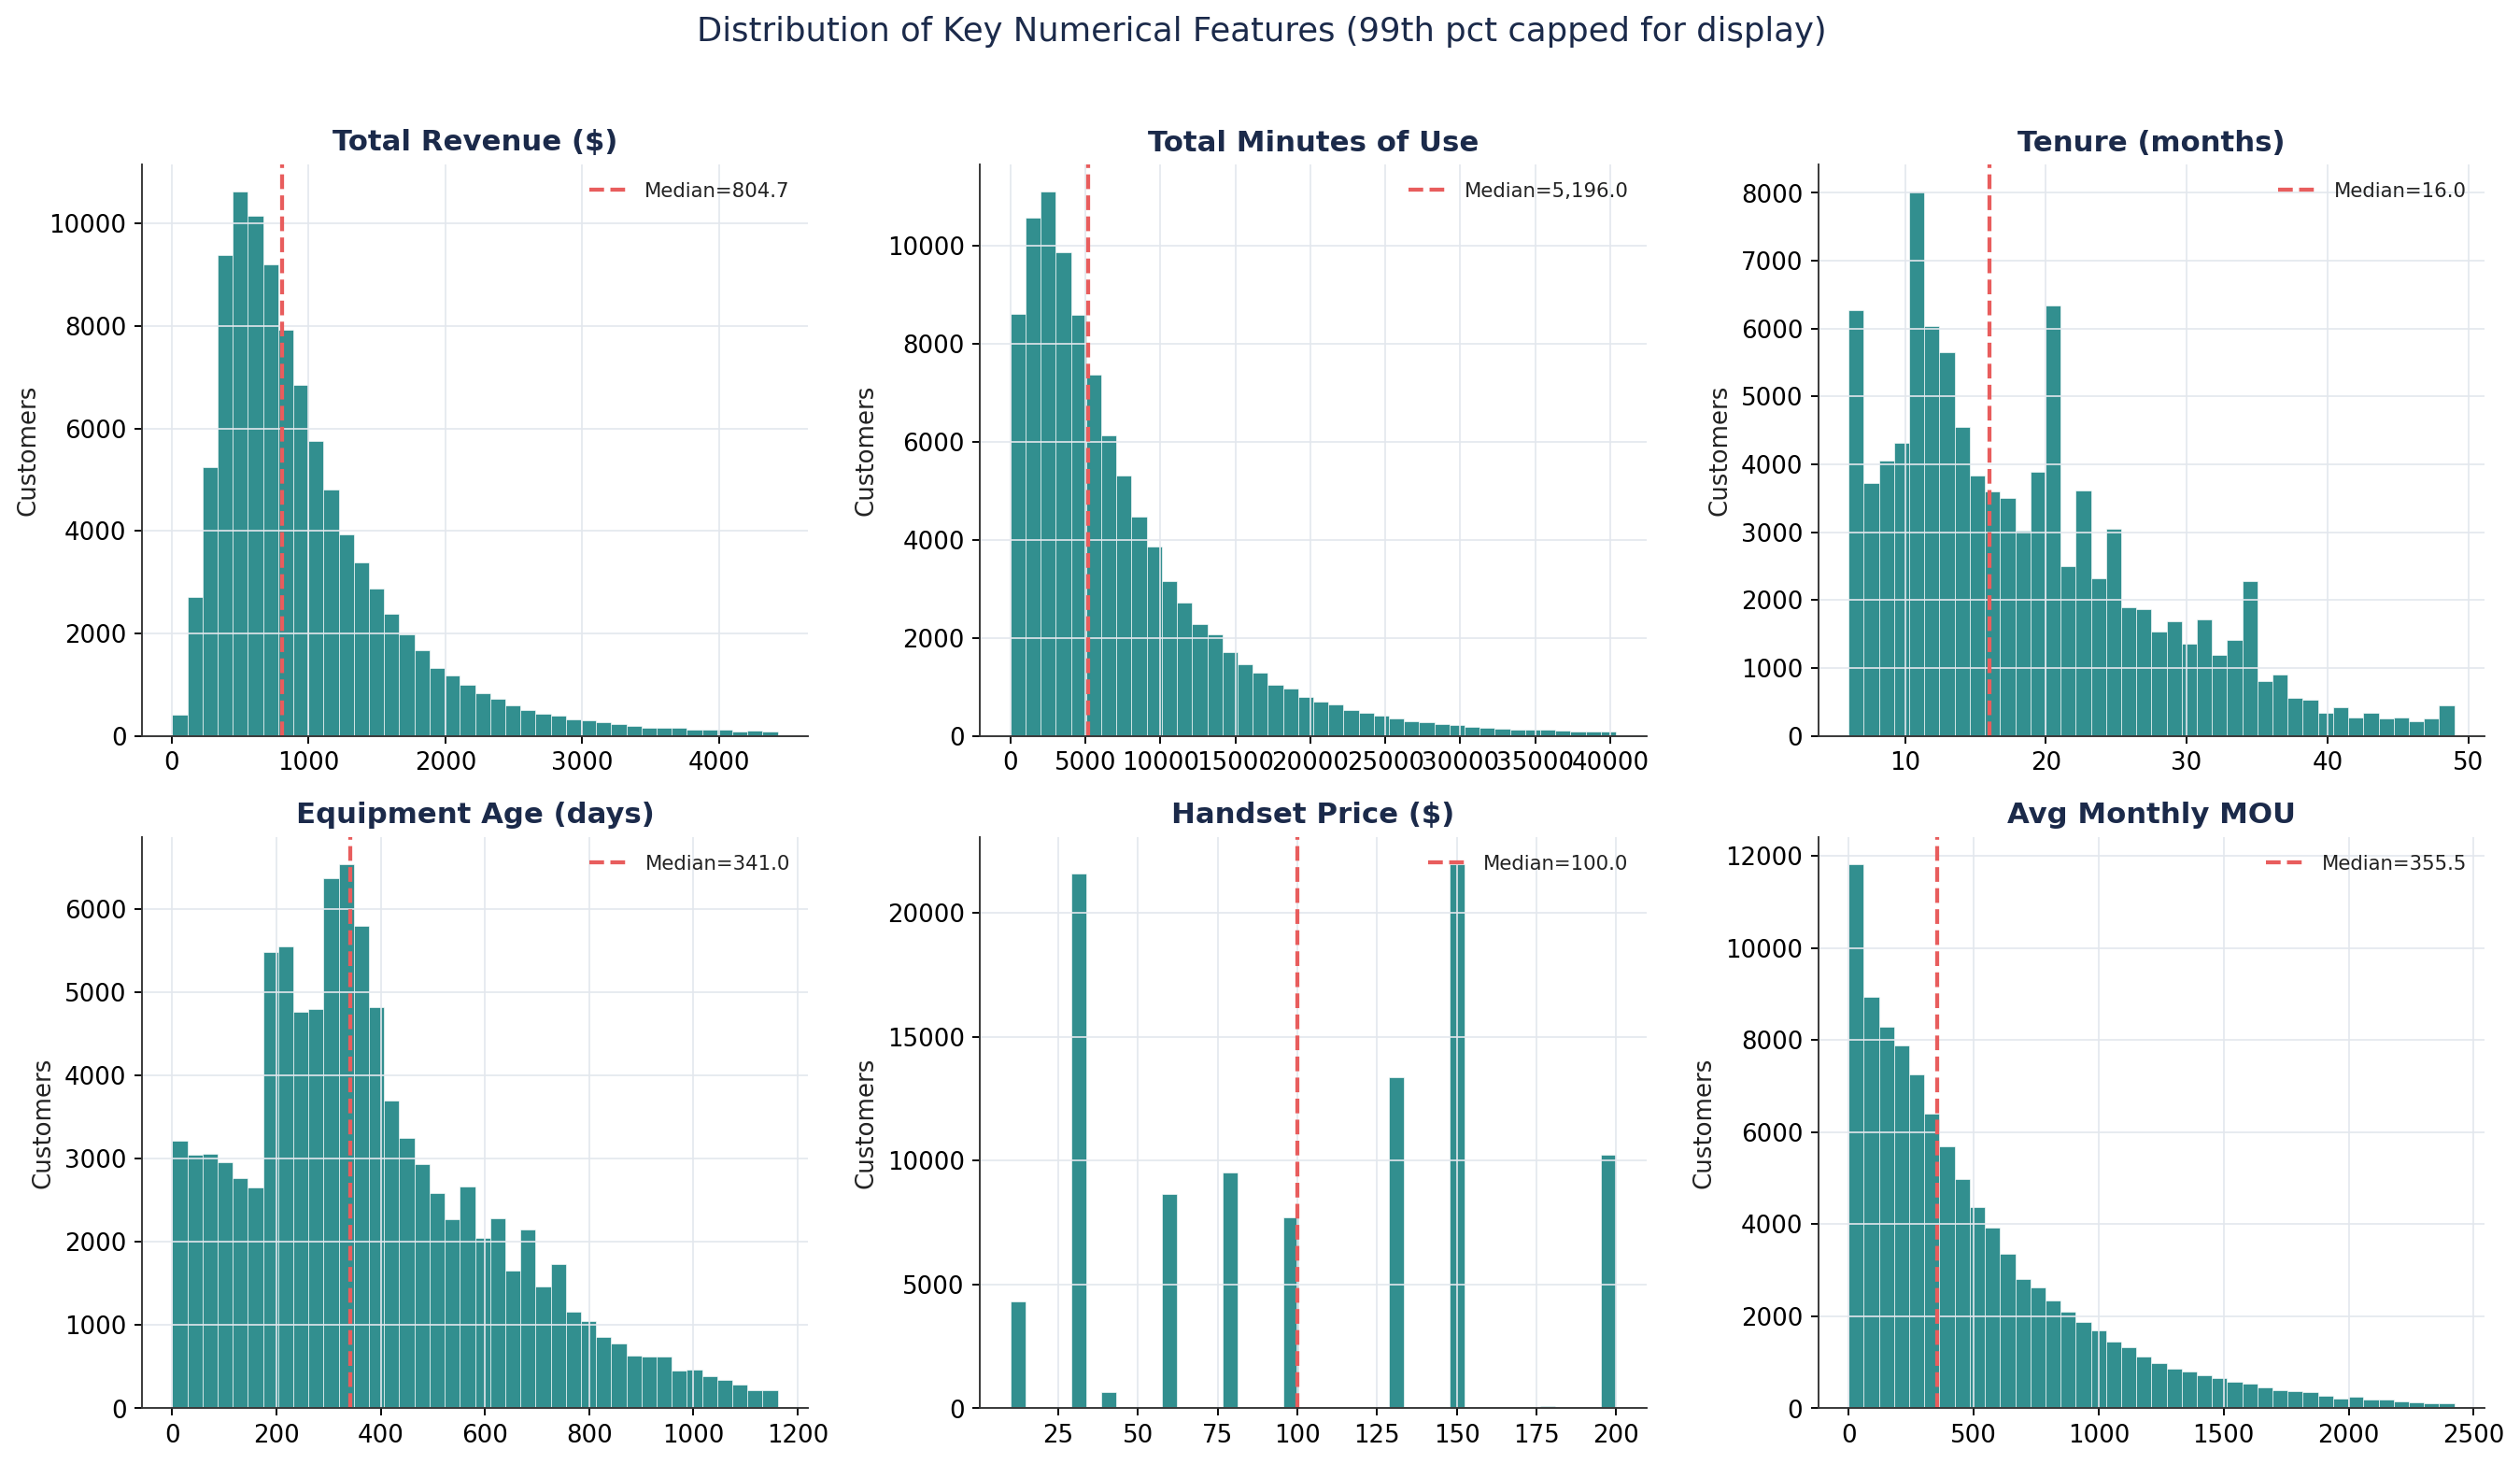 Distribution of Key Numerical Features (99th pct capped for display)
Total Revenue ($)
Median=804.7
Customers
10000
8000
6000
4000
2000
0
0 1000 2000 3000 4000
Total Minutes of Use
Median=5,196.0
Customers
10000
8000
6000
4000
2000
0
0 5000 10000 15000 20000 25000 30000 35000 40000
Tenure (months)
Median=16.0
Customers
8000
7000
6000
5000
4000
3000
2000
1000
0
10 20 30 40 50
Equipment Age (days)
Median=341.0
Customers
6000
5000
4000
3000
2000
1000
0
0 200 400 600 800 1000 1200
Handset Price ($)
Median=100.0
Customers
20000
15000
10000
5000
0
25 50 75 100 125 150 175 200
Avg Monthly MOU
Median=355.5
Customers
12000
10000
8000
6000
4000
2000
0
0 500 1000 1500 2000 2500